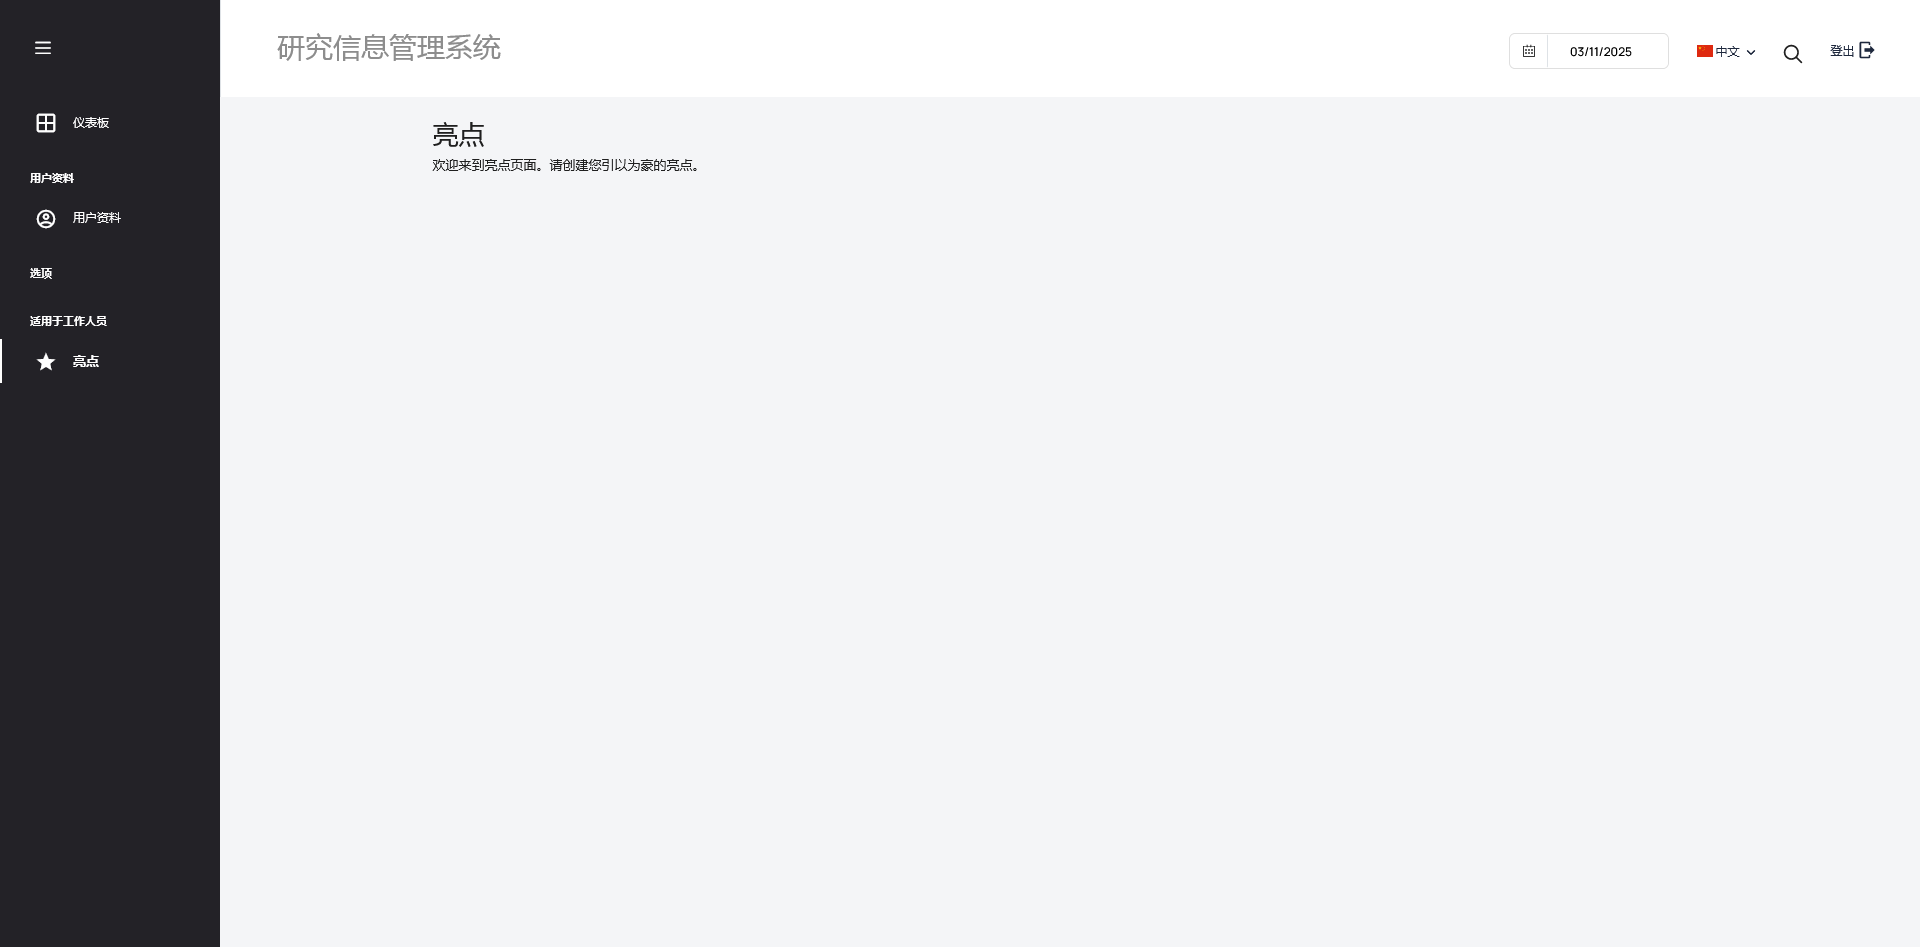 研究信息管理系统
03/11/2025
中文
登出
仪表板
用户资料
用户资料
选项
适用于工作人员
亮点
亮点
欢迎来到亮点页面。请创建您引以为豪的亮点。